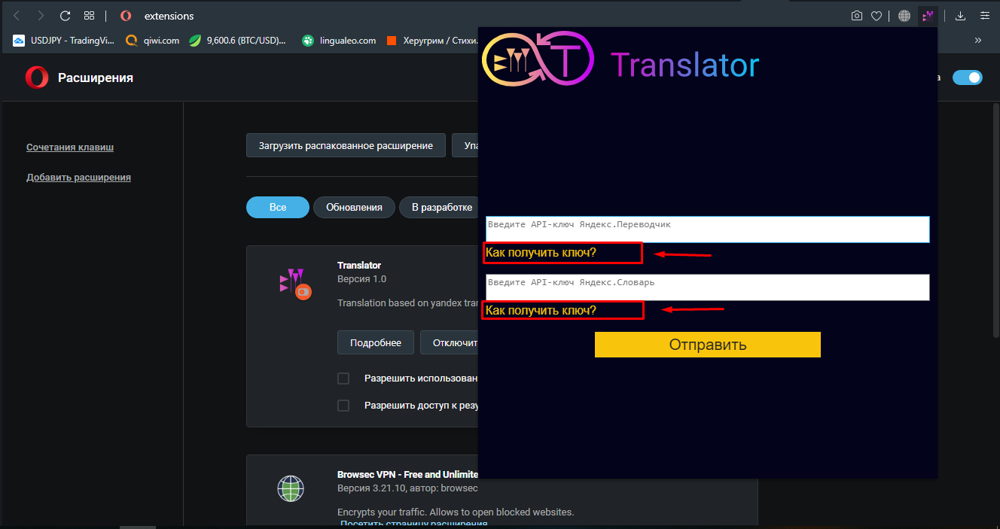 extensions
USDJPY - TradingVi...
qiwi.com
9,600.6 (BTC/USD)...
lingualeo.com
Херугрим / Стихи.
Translator
Расширения
а
Сочетания клавиш
Добавить расширения
Загрузить распакованное расширение
Упа
Все
Обновления
В разработке
Введите API-ключ Яндекс.Переводчик
Как получить ключ?
Введите API-ключ Яндекс.Словарь
Как получить ключ?
Отправить
Translator
Версия 1.0
Translation based on yandex tran
Подробнее
Отключит
Разрешить использован
Разрешить доступ к резу
Browsec VPN - Free and Unlimite
Версия 3.21.10, автор: browsec
Encrypts your traffic. Allows to open blocked websites.
Посетить страницу расширения